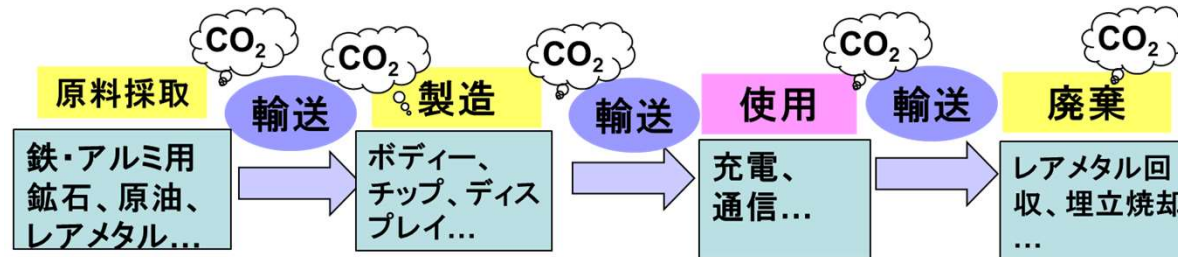 CO2
CO2
CO2
CO2
CO2
原料採取
輸送
製造
輸送
使用
輸送
廃棄
鉄・アルミ用
鉱石、原油、
レアメタル…
ボディー、
チップ、ディス
プレイ…
充電、
通信…
レアメタル回
収、埋立焼却
…